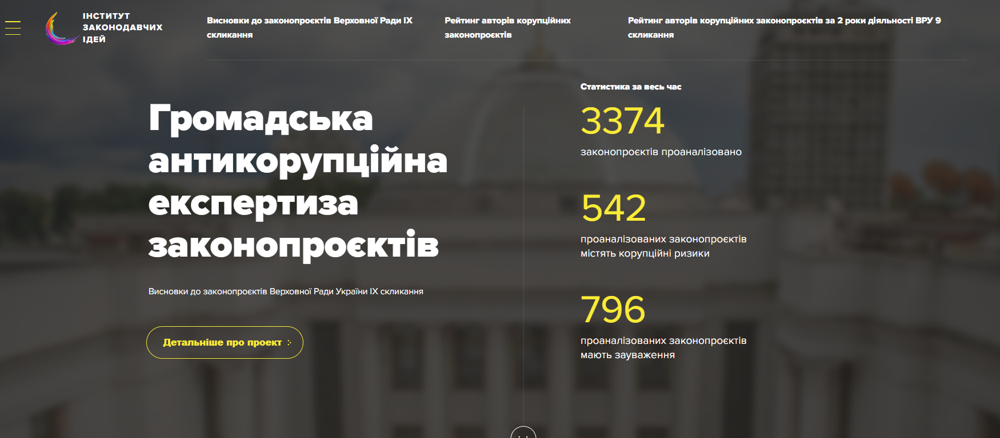 ІНСТИТУТ
ЗАКОНОДАВЧИХ
ІДЕЙ
Висновки до законопроєктів Верховної Ради IX
скликання
Рейтинг авторів корупційних
законопроєктів
Рейтинг авторів корупційних законопроєктів за 2 роки діяльності ВРУ 9
скликання
Громадська
антикорупційна
експертиза
законопроєктів
Висновки до законопроєктів Верховної Ради України IX скликання
Детальніше про проект
Статистика за весь час
3374
законопроєктів проаналізовано
542
проаналізованих законопроєктів
містять корупційні ризики
796
проаналізованих законопроєктів
мають зауваження